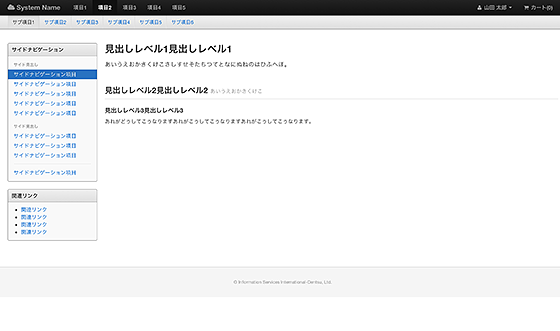 System Name 項目1 項目2 項目3 項目4 項目5 山田 太郎 カート(0)
サブ項目1 サブ項目2 サブ項目3 サブ項目4 サブ項目5 サブ項目6
サイドナビゲーション
サイド見出し
サイドナビゲーション項目
サイドナビゲーション項目
サイドナビゲーション項目
サイドナビゲーション項目
サイドナビゲーション項目
サイド見出し
サイドナビゲーション項目
サイドナビゲーション項目
サイドナビゲーション項目
サイドナビゲーション項目
関連リンク
関連リンク
関連リンク
関連リンク
関連リンク
見出しレベル1見出しレベル1
あいうえおかきくけこさしすせそたちつてとなにぬねのはひふへほ。
見出しレベル2見出しレベル2 あいうえおかきくけこ
見出しレベル3見出しレベル3
あれがどうしてこうなりますあれがこうしてこうなりますあれがこうしてこうなります。
© Information Services International-Dentsu, Ltd.